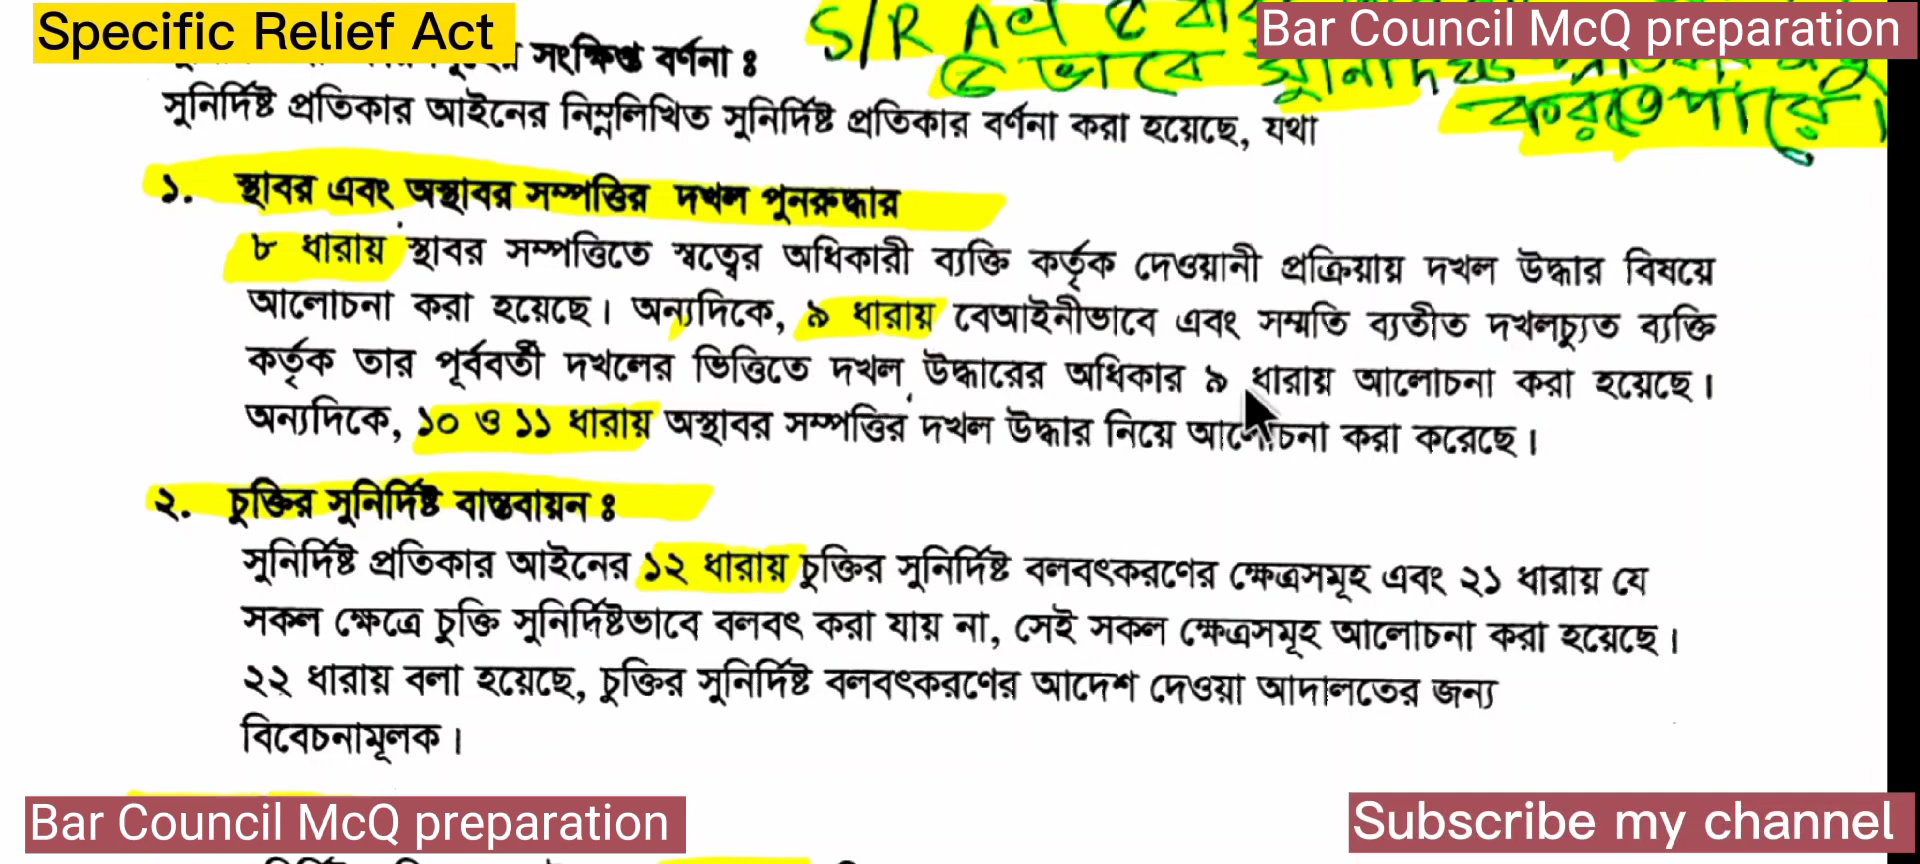 Specific Relief Act
Bar Council McQ preparation
সংক্ষিপ্ত বর্ণনা ঃ
S/R Act ৫
৫ ভাবে সুনির্দিষ্ট
করতে পারে।
সুনির্দিষ্ট প্রতিকার আইনের নিম্নলিখিত সুনির্দিষ্ট প্রতিকার বর্ণনা করা হয়েছে, যথা
১. স্থাবর এবং অস্থাবর সম্পত্তির দখল পুনরুদ্ধার
৮ ধারায় স্থাবর সম্পত্তিতে স্বত্বের অধিকারী ব্যক্তি কর্তৃক দেওয়ানী প্রক্রিয়ায় দখল উদ্ধার বিষয়ে
আলোচনা করা হয়েছে। অন্যদিকে, ৯ ধারায় বেআইনীভাবে এবং সম্মতি ব্যতীত দখলচ্যুত ব্যক্তি
কর্তৃক তার পূর্ববর্তী দখলের ভিত্তিতে দখল উদ্ধারের অধিকার ৯ ধারায় আলোচনা করা হয়েছে।
অন্যদিকে, ১০ ও ১১ ধারায় অস্থাবর সম্পত্তির দখল উদ্ধার নিয়ে আলোচনা করা করেছে।
২. চুক্তির সুনির্দিষ্ট বাস্তবায়ন ঃ
সুনির্দিষ্ট প্রতিকার আইনের ১২ ধারায় চুক্তির সুনির্দিষ্ট বলবৎকরণের ক্ষেত্রসমূহ এবং ২১ ধারায় যে
সকল ক্ষেত্রে চুক্তি সুনির্দিষ্টভাবে বলবৎ করা যায় না, সেই সকল ক্ষেত্রসমূহ আলোচনা করা হয়েছে।
২২ ধারায় বলা হয়েছে, চুক্তির সুনির্দিষ্ট বলবৎকরণের আদেশ দেওয়া আদালতের জন্য
বিবেচনামূলক।
Bar Council McQ preparation
Subscribe my channel